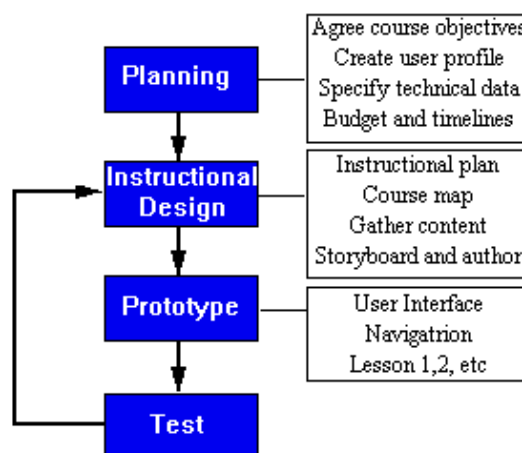 Planning
Agree course objectives
Create user profile
Specify technical data
Budget and timelines
Instructional
Design
Instructional plan
Course map
Gather content
Storyboard and author
Prototype
User Interface
Navigatrion
Lesson 1,2, etc
Test